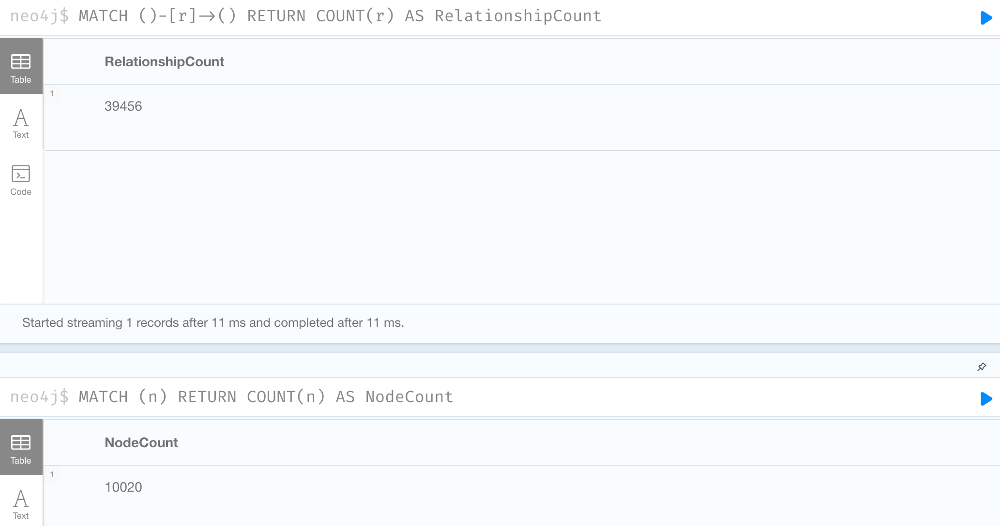 neo4j$ MATCH ()-[r]->() RETURN COUNT(r) AS RelationshipCount
RelationshipCount
Table
1
39456
Text
Code
Started streaming 1 records after 11 ms and completed after 11 ms.
neo4j$ MATCH (n) RETURN COUNT(n) AS NodeCount
NodeCount
Table
1
10020
Text